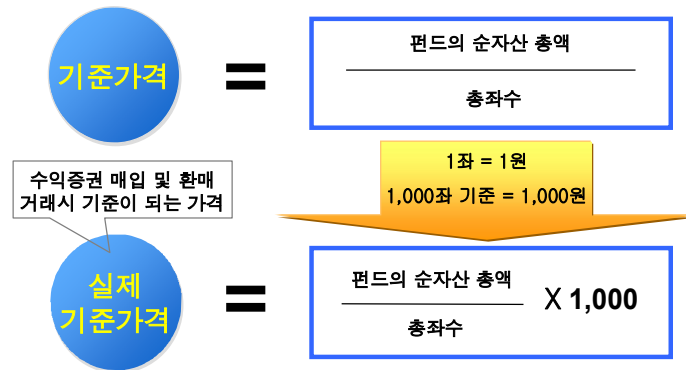 기준가격
=
펀드의 순자산 총액
총좌수
1좌 = 1원
1,000좌 기준 = 1,000원
수익증권 매입 및 환매
거래시 기준이 되는 가격
실제
기준가격
=
펀드의 순자산 총액
총좌수
X 1,000